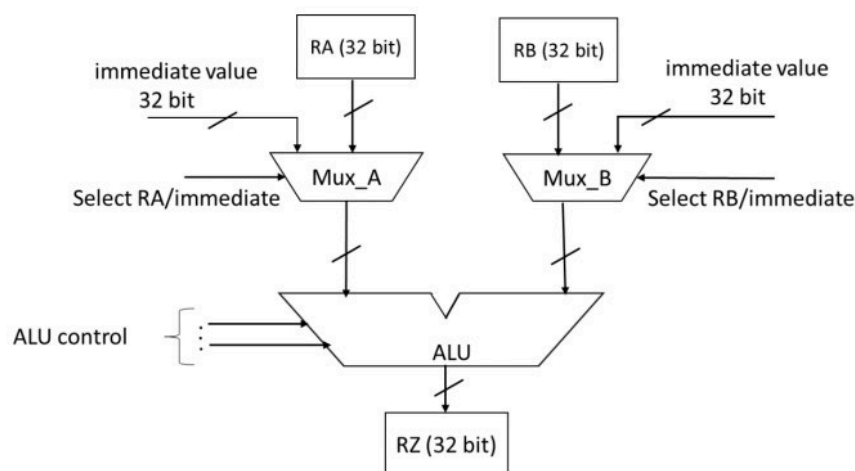 RA (32 bit)
RB (32 bit)
immediate value
32 bit
immediate value
32 bit
Mux_A
Mux_B
Select RA/immediate
Select RB/immediate
ALU control
ALU
RZ (32 bit)